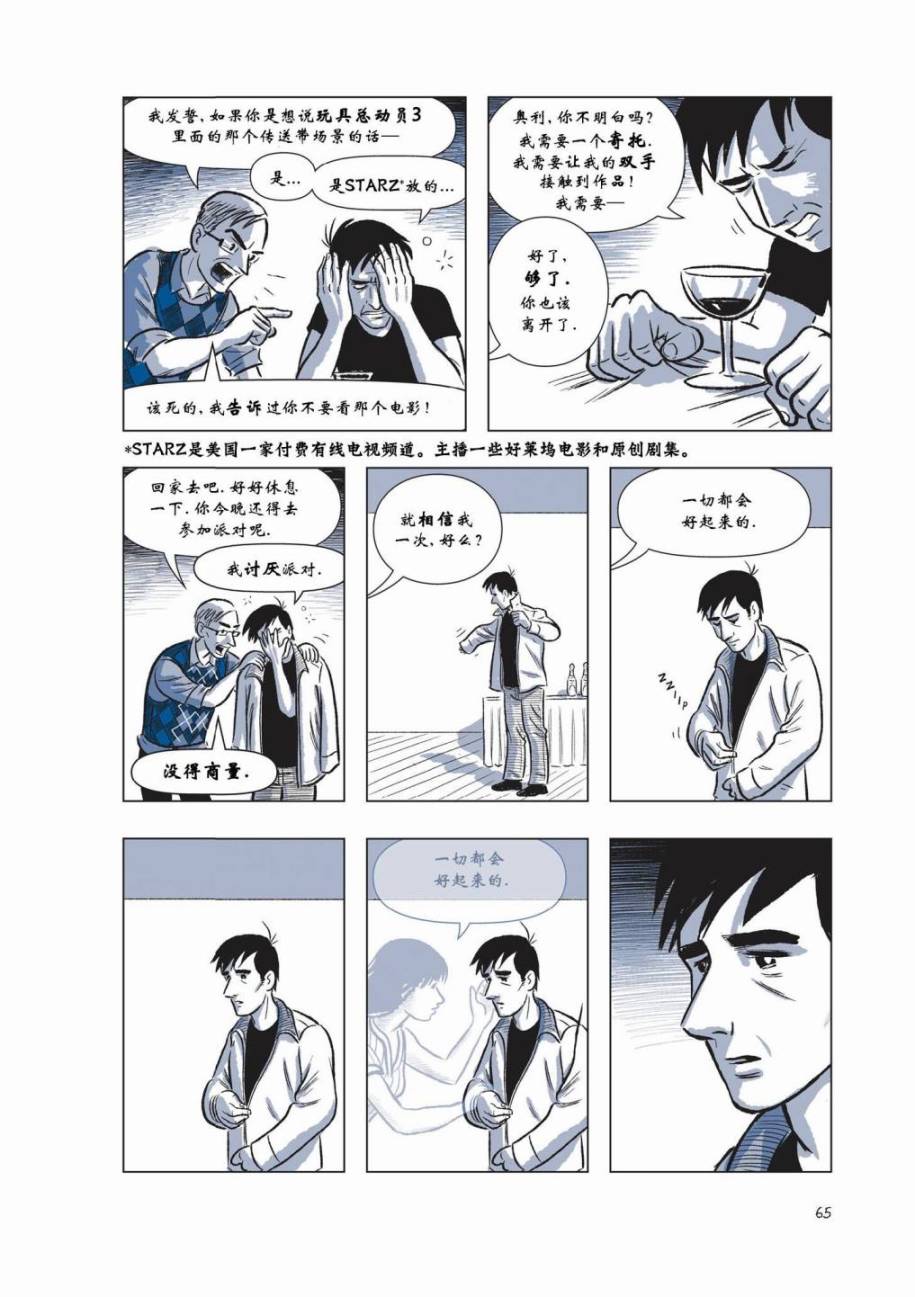 我发誓,如果你是想说玩具总动员3
里面的那个传送带场景的话—
是...
是STARZ*放的...
该死的,我告诉过你不要看那个电影!
奥利,你不明白吗?
我需要一个寄托.
我需要让我的双手
接触到作品!
我需要—
好了,
够了.
你也该
离开了.
*STARZ是美国一家付费有线电视频道。主播一些好莱坞电影和原创剧集。
回家去吧.好好休息
一下.你今晚还得去
参加派对呢.
我讨厌派对.
没得商量.
就相信我
一次,好么?
一切都会
好起来的.
ZZIIP
一切都会
好起来的.
65